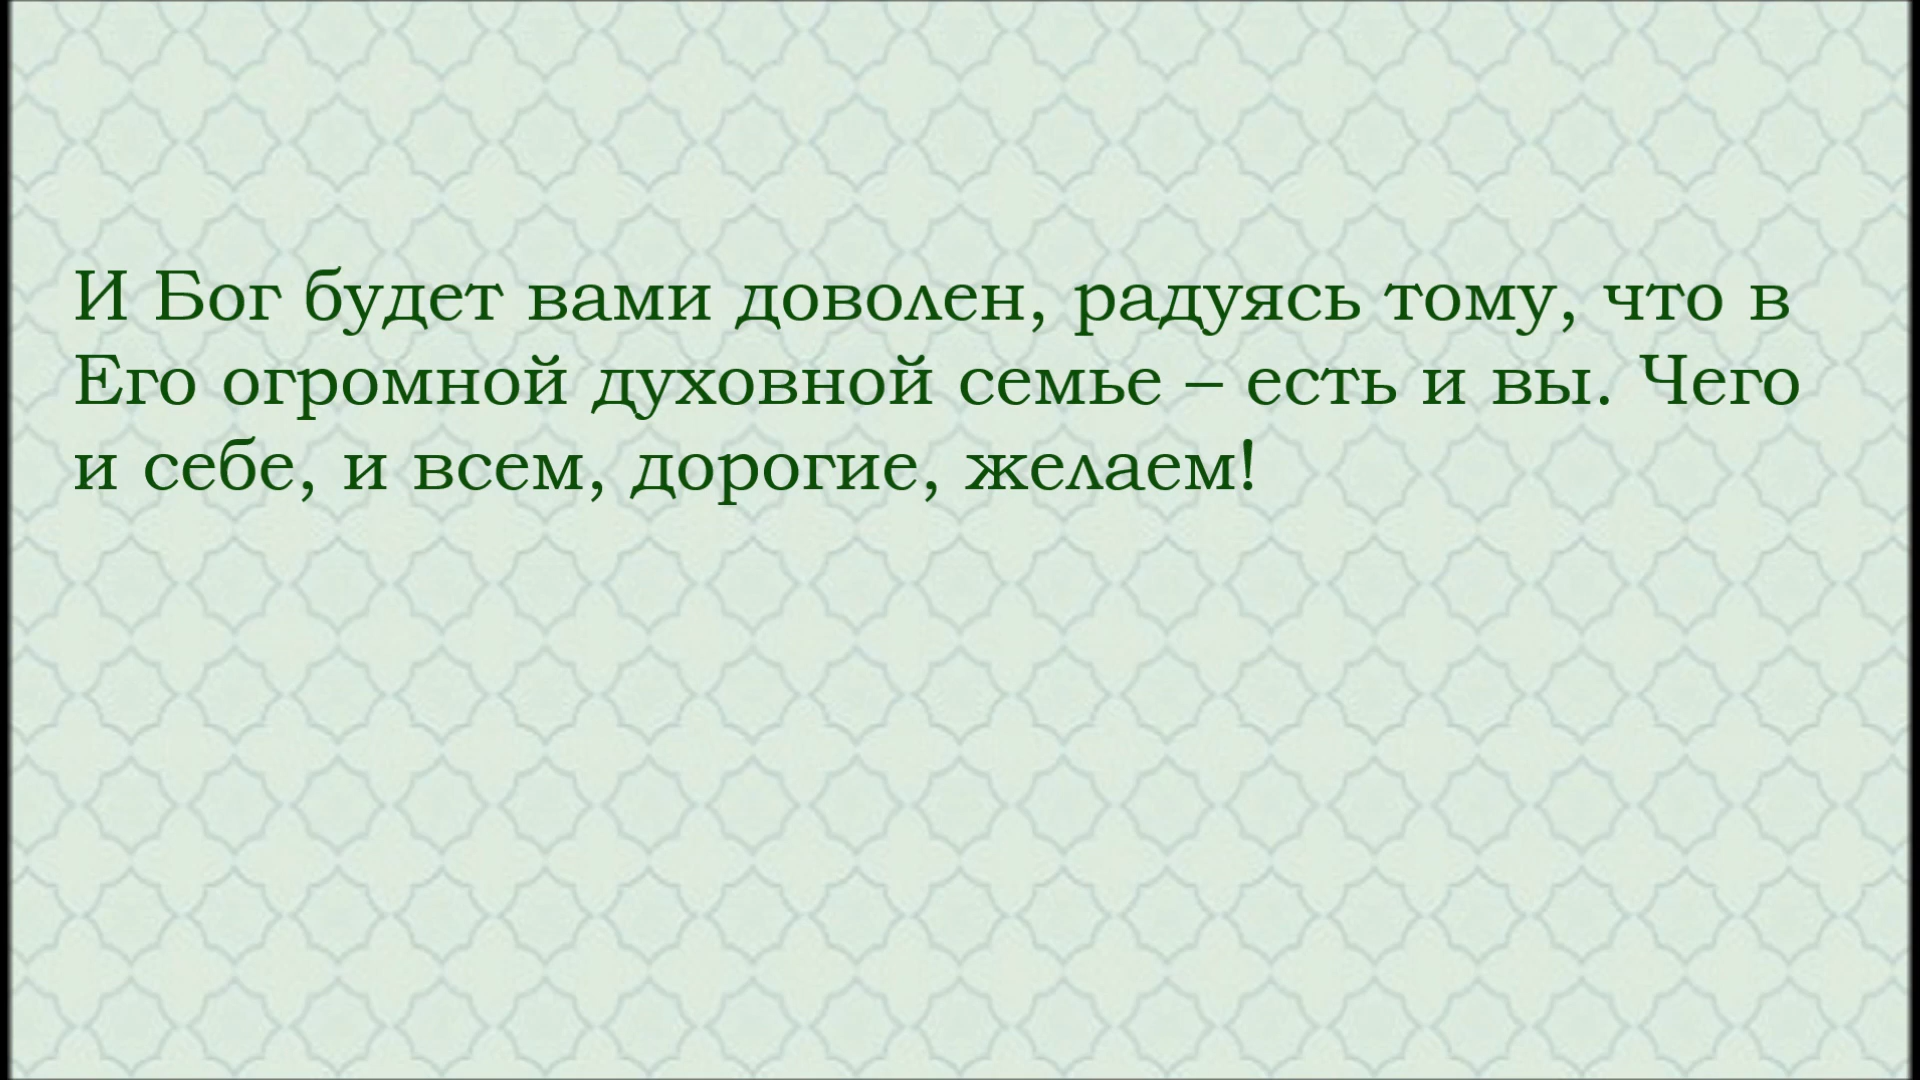 И Бог будет вами доволен, радуясь тому, что в
Его огромной духовной семье – есть и вы. Чего
и себе, и всем, дорогие, желаем!